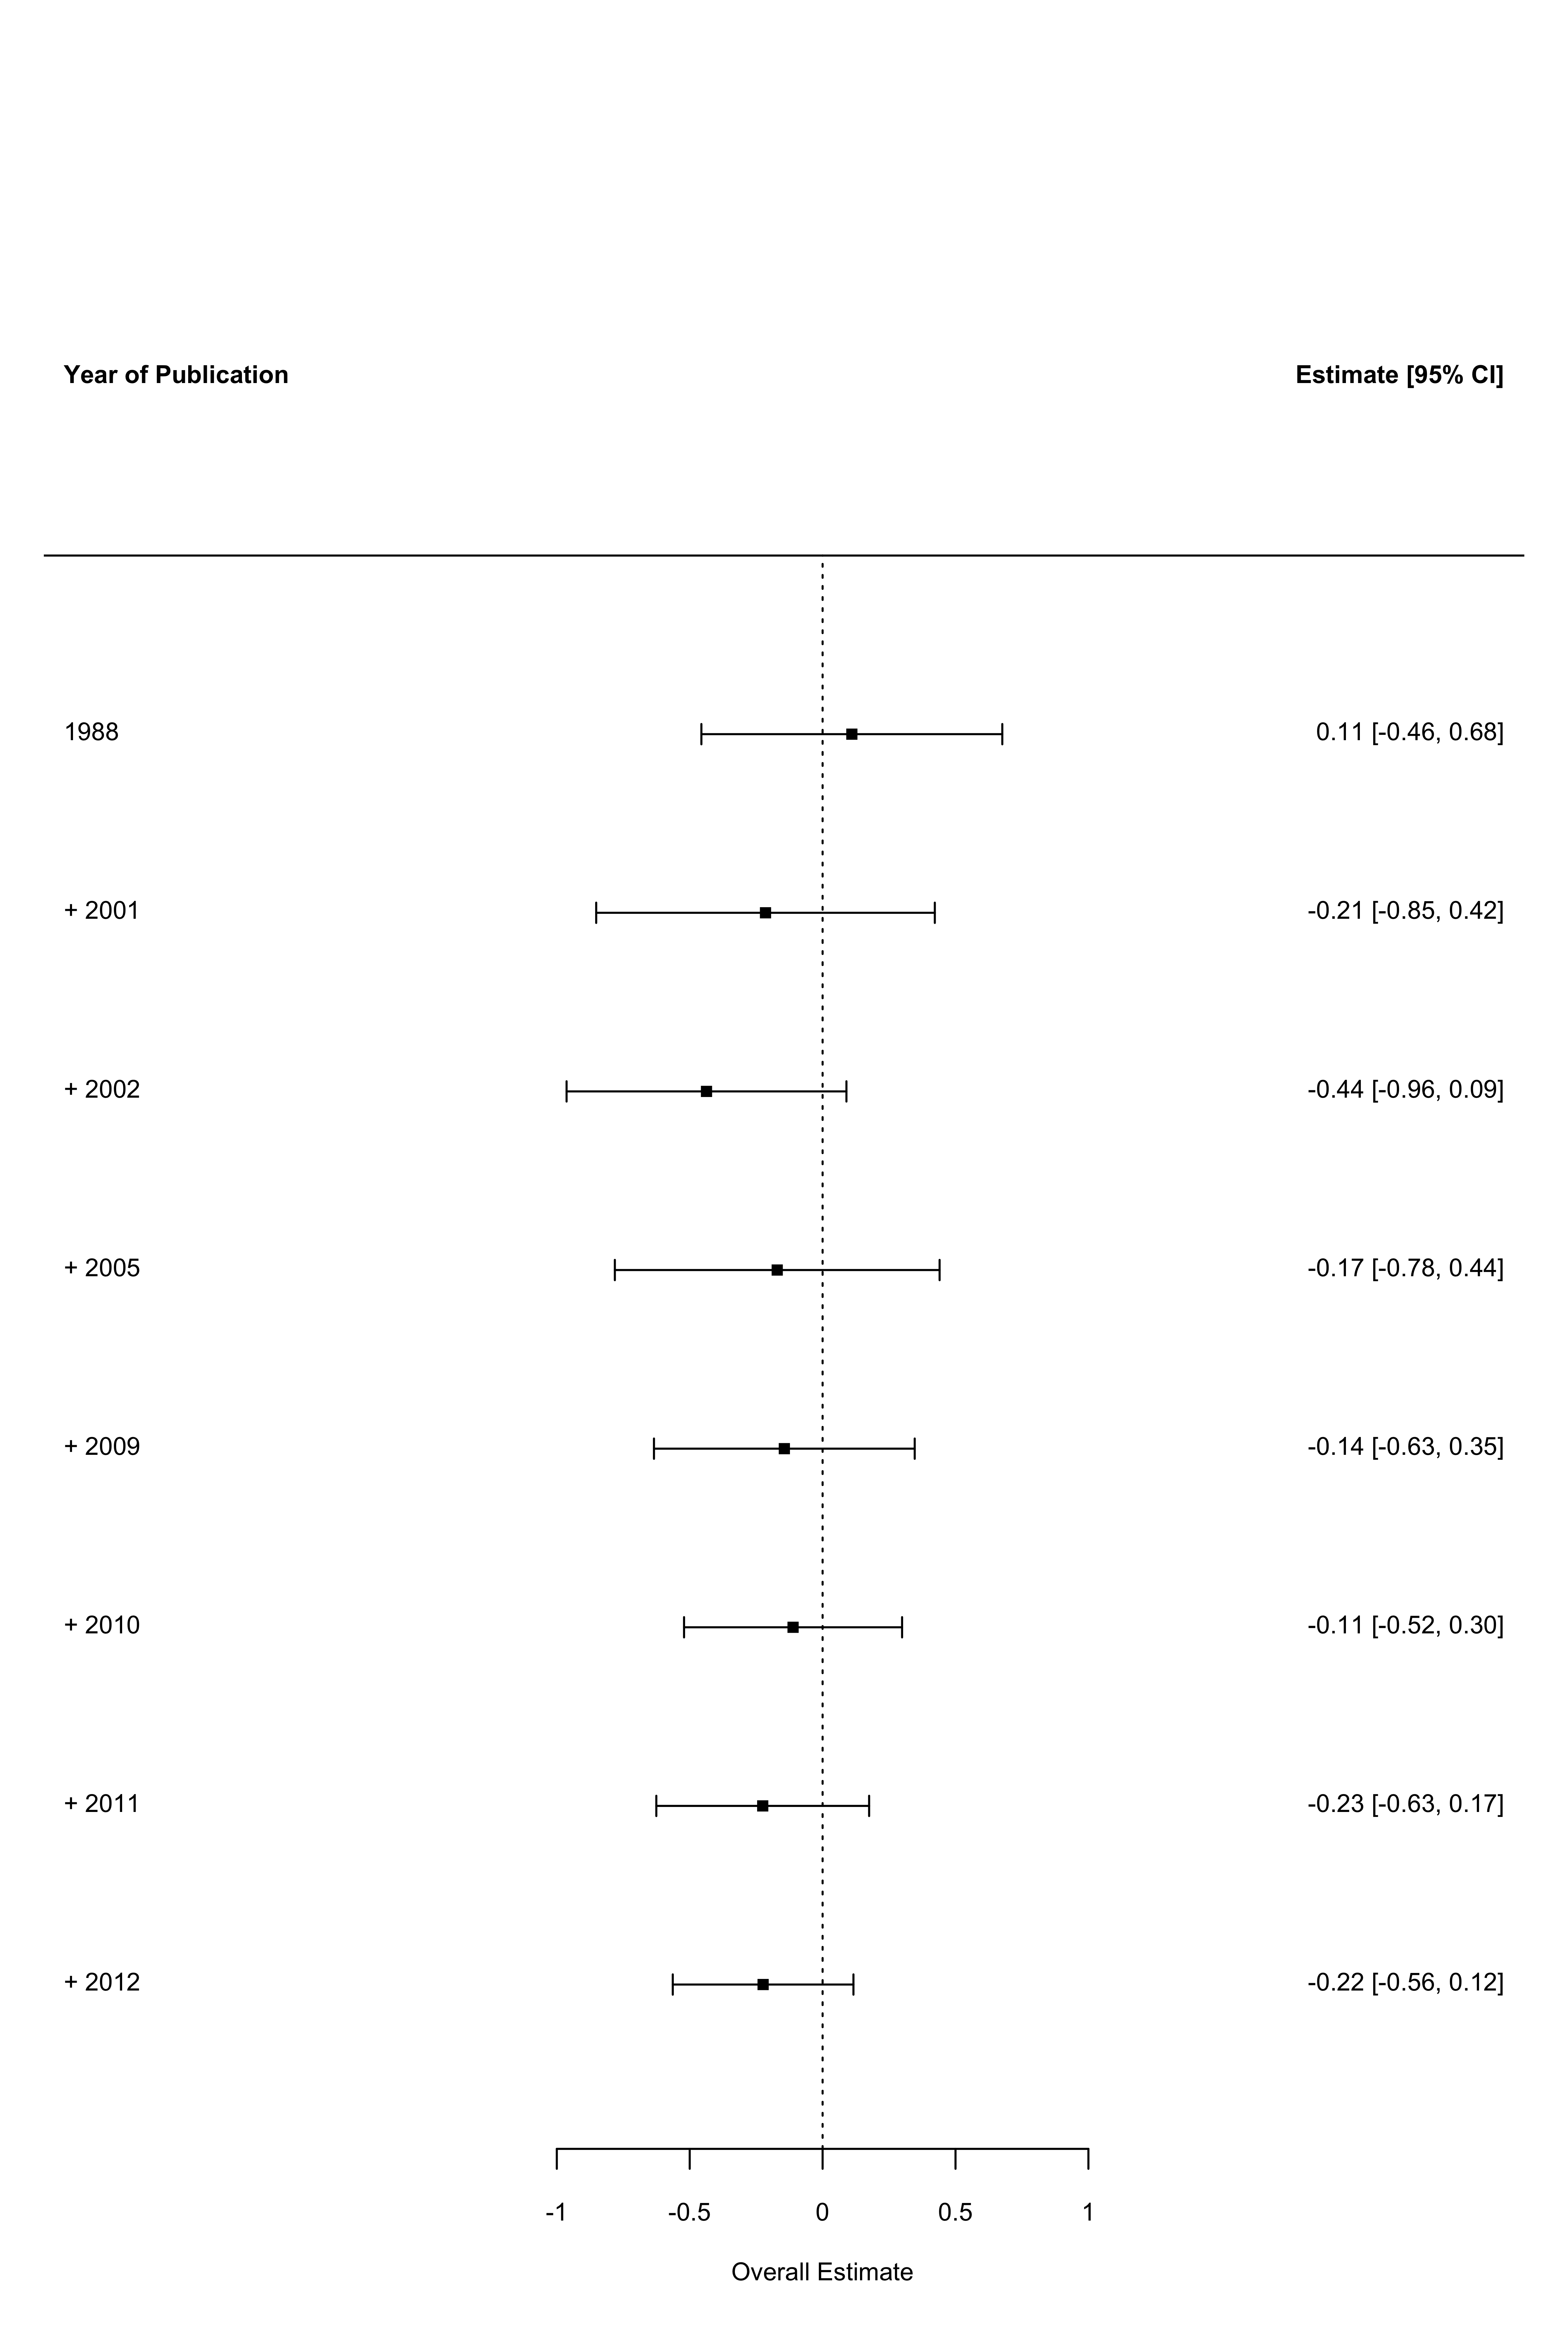 Year of Publication Estimate [95% CI]
1988 0.11 [-0.46, 0.68]
+ 2001 -0.21 [-0.85, 0.42]
+ 2002 -0.44 [-0.96, 0.09]
+ 2005 -0.17 [-0.78, 0.44]
+ 2009 -0.14 [-0.63, 0.35]
+ 2010 -0.11 [-0.52, 0.30]
+ 2011 -0.23 [-0.63, 0.17]
+ 2012 -0.22 [-0.56, 0.12]
-1 -0.5 0 0.5 1
Overall Estimate